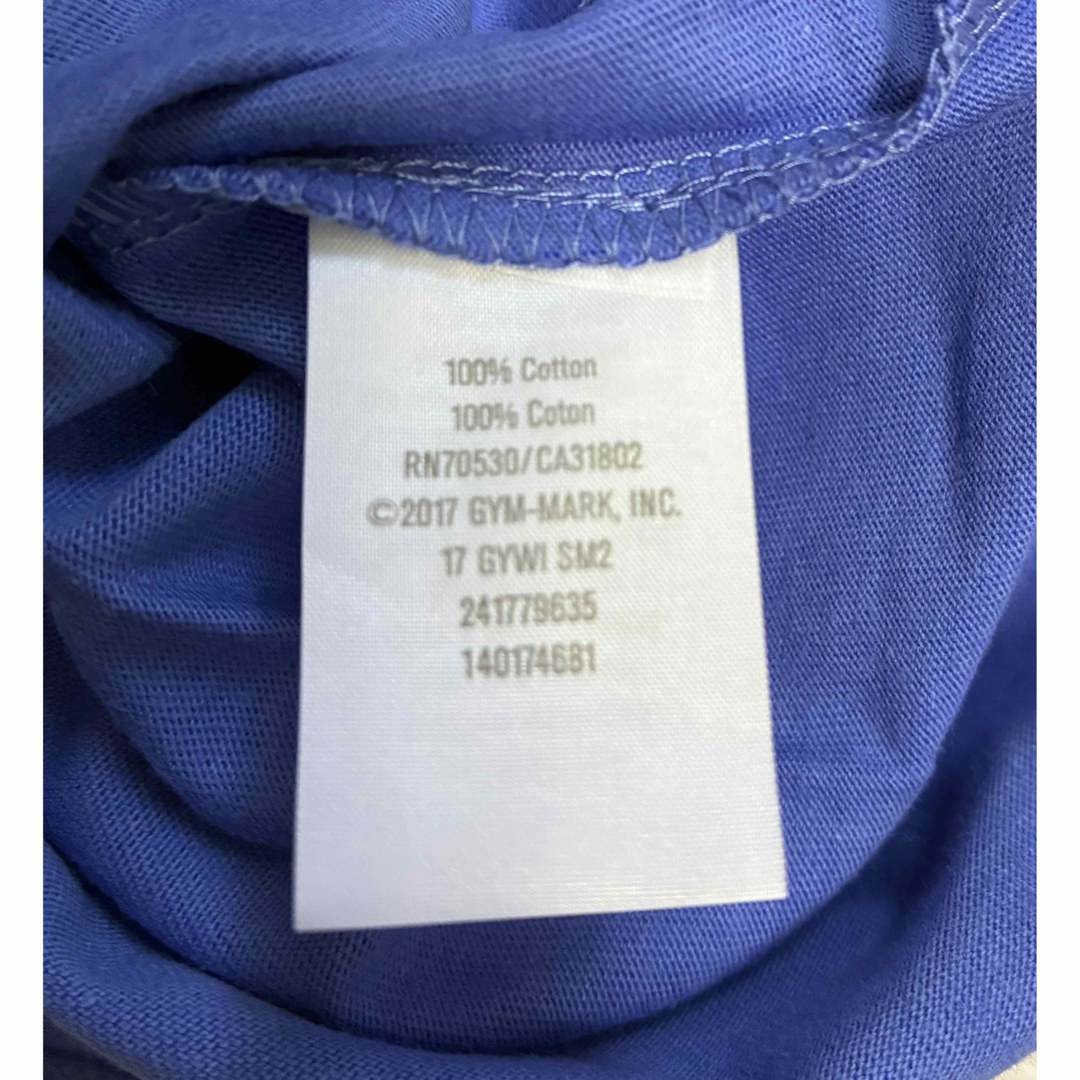 100% Cotton
100% Coton
RN70530/CA31802
©2017 GYM-MARK, INC.
17 GYWI SM2
241779635
140174681